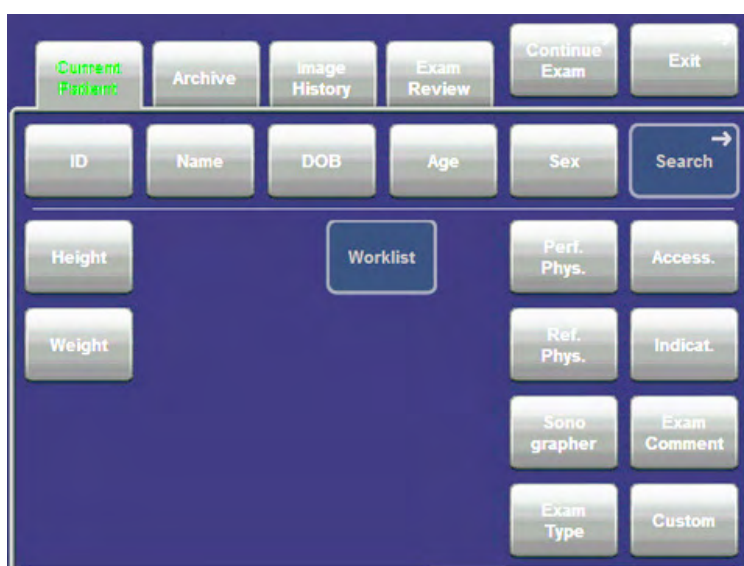 Current
Patient
Archive
Image
History
Exam
Review
Continue
Exam
Exit
ID
Name
DOB
Age
Sex
Search
Height
Worklist
Perf.
Phys.
Access.
Weight
Ref.
Phys.
Indicat.
Sono
grapher
Exam
Comment
Exam
Type
Custom